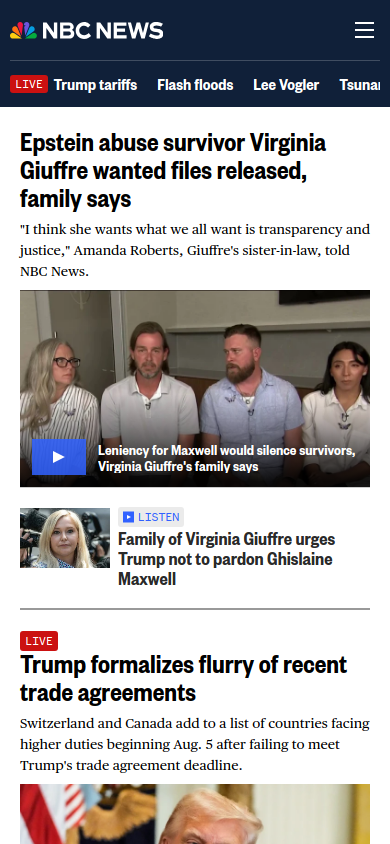 NBC NEWS
LIVE Trump tariffs Flash floods Lee Vogler Tsunai
Epstein abuse survivor Virginia
Giuffre wanted files released,
family says
"I think she wants what we all want is transparency and
justice," Amanda Roberts, Giuffre's sister-in-law, told
NBC News.
Leniency for Maxwell would silence survivors,
Virginia Giuffre's family says
LISTEN
Family of Virginia Giuffre urges
Trump not to pardon Ghislaine
Maxwell
LIVE
Trump formalizes flurry of recent
trade agreements
Switzerland and Canada add to a list of countries facing
higher duties beginning Aug. 5 after failing to meet
Trump's trade agreement deadline.